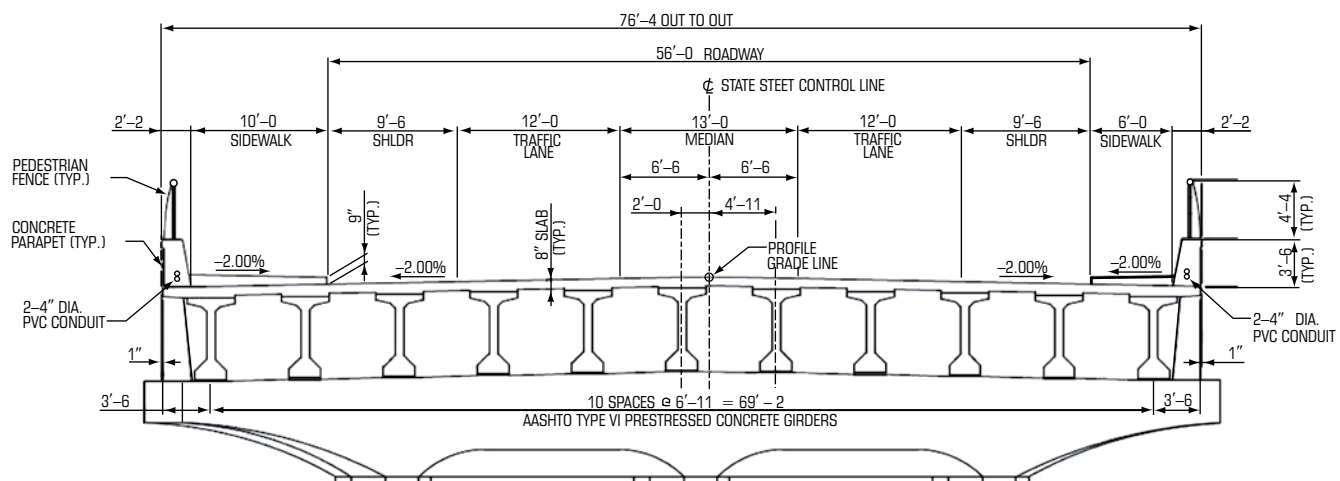 76′-4 OUT TO OUT
56′-0 ROADWAY
℄ STATE STEET CONTROL LINE
2′-2
10′-0
SIDEWALK
9′-6
SHLDR
12′-0
TRAFFIC
LANE
13′-0
MEDIAN
12′-0
TRAFFIC
LANE
9′-6
SHLDR
6′-0
SIDEWALK
2′-2
6′-6
6′-6
2′-0
4′-11
PEDESTRIAN
FENCE (TYP.)
CONCRETE
PARAPET (TYP.)
9″
(TYP.)
8″ SLAB
(TYP.)
PROFILE
GRADE LINE
4′-4
(TYP.)
3′-6
(TYP.)
-2.00%
-2.00%
-2.00%
-2.00%
8
8
2-4″ DIA.
PVC CONDUIT
2-4″ DIA.
PVC CONDUIT
1″
1″
3′-6
10 SPACES @ 6′-11 = 69′-2
3′-6
AASHTO TYPE VI PRESTRESSED CONCRETE GIRDERS